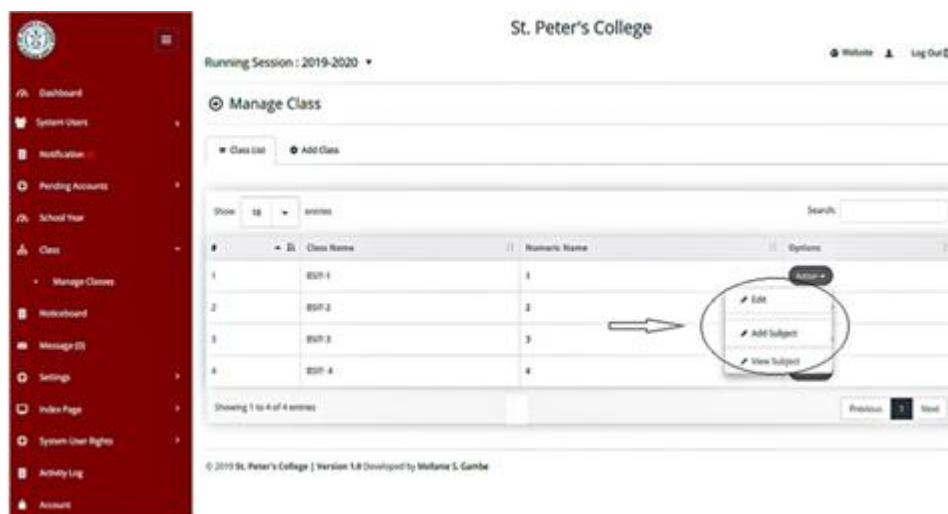 St. Peter's College
Website Log Out
Running Session : 2019-2020
Manage Class
Class List Add Class
Show 10 entries Search:
# Class Name Numeric Name Options
1 BSIT-1 1 Action
2 BSIT-2 2
3 BSIT-3 3
4 BSIT-4 4
Edit
Add Subject
View Subject
Showing 1 to 4 of 4 entries Previous 1 Next
© 2019 St. Peter's College | Version 1.0 Developed by Mellanie S. Gambe
Dashboard
System Users
Notification
Pending Accounts
School Year
Class
Manage Classes
Noticeboard
Message (0)
Settings
Index Page
System User Rights
Activity Log
Account